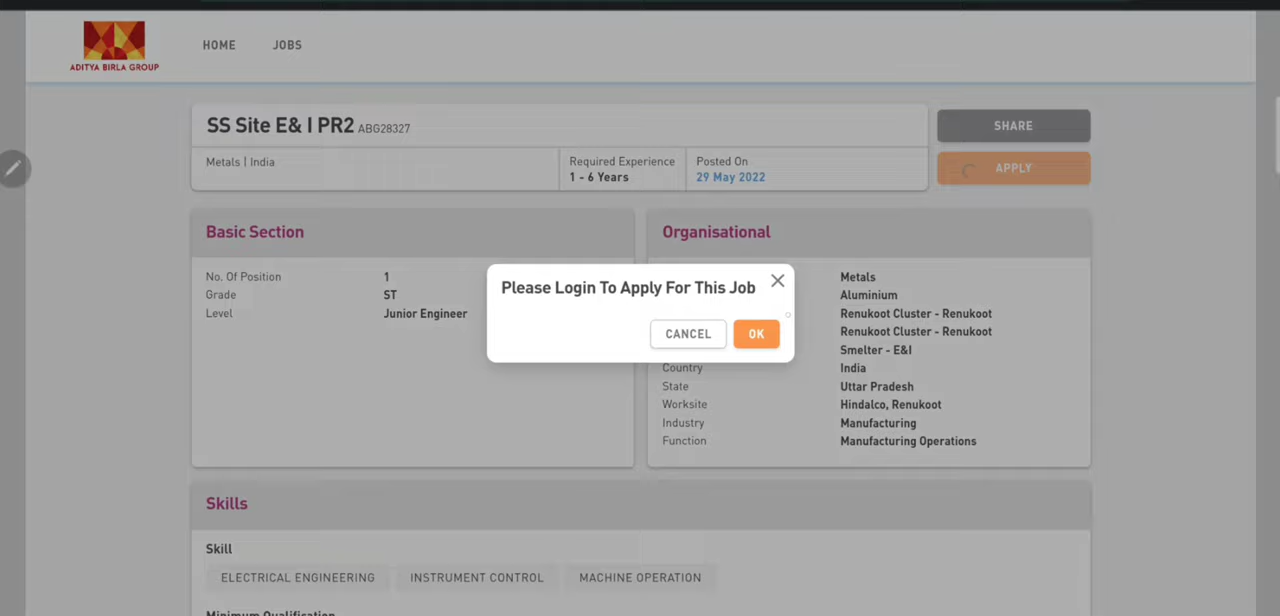 ADITYA BIRLA GROUP
HOME
JOBS
SS Site E& I PR2 ABG28327
Metals | India
Required Experience
1 - 6 Years
Posted On
29 May 2022
SHARE
APPLY
Basic Section
No. Of Position 1
Grade ST
Level Junior Engineer
Organisational
Metals
Aluminium
Renukoot Cluster - Renukoot
Renukoot Cluster - Renukoot
Smelter - E&I
Country India
State Uttar Pradesh
Worksite Hindalco, Renukoot
Industry Manufacturing
Function Manufacturing Operations
Please Login To Apply For This Job
CANCEL
OK
Skills
Skill
ELECTRICAL ENGINEERING
INSTRUMENT CONTROL
MACHINE OPERATION
Minimum Qualification